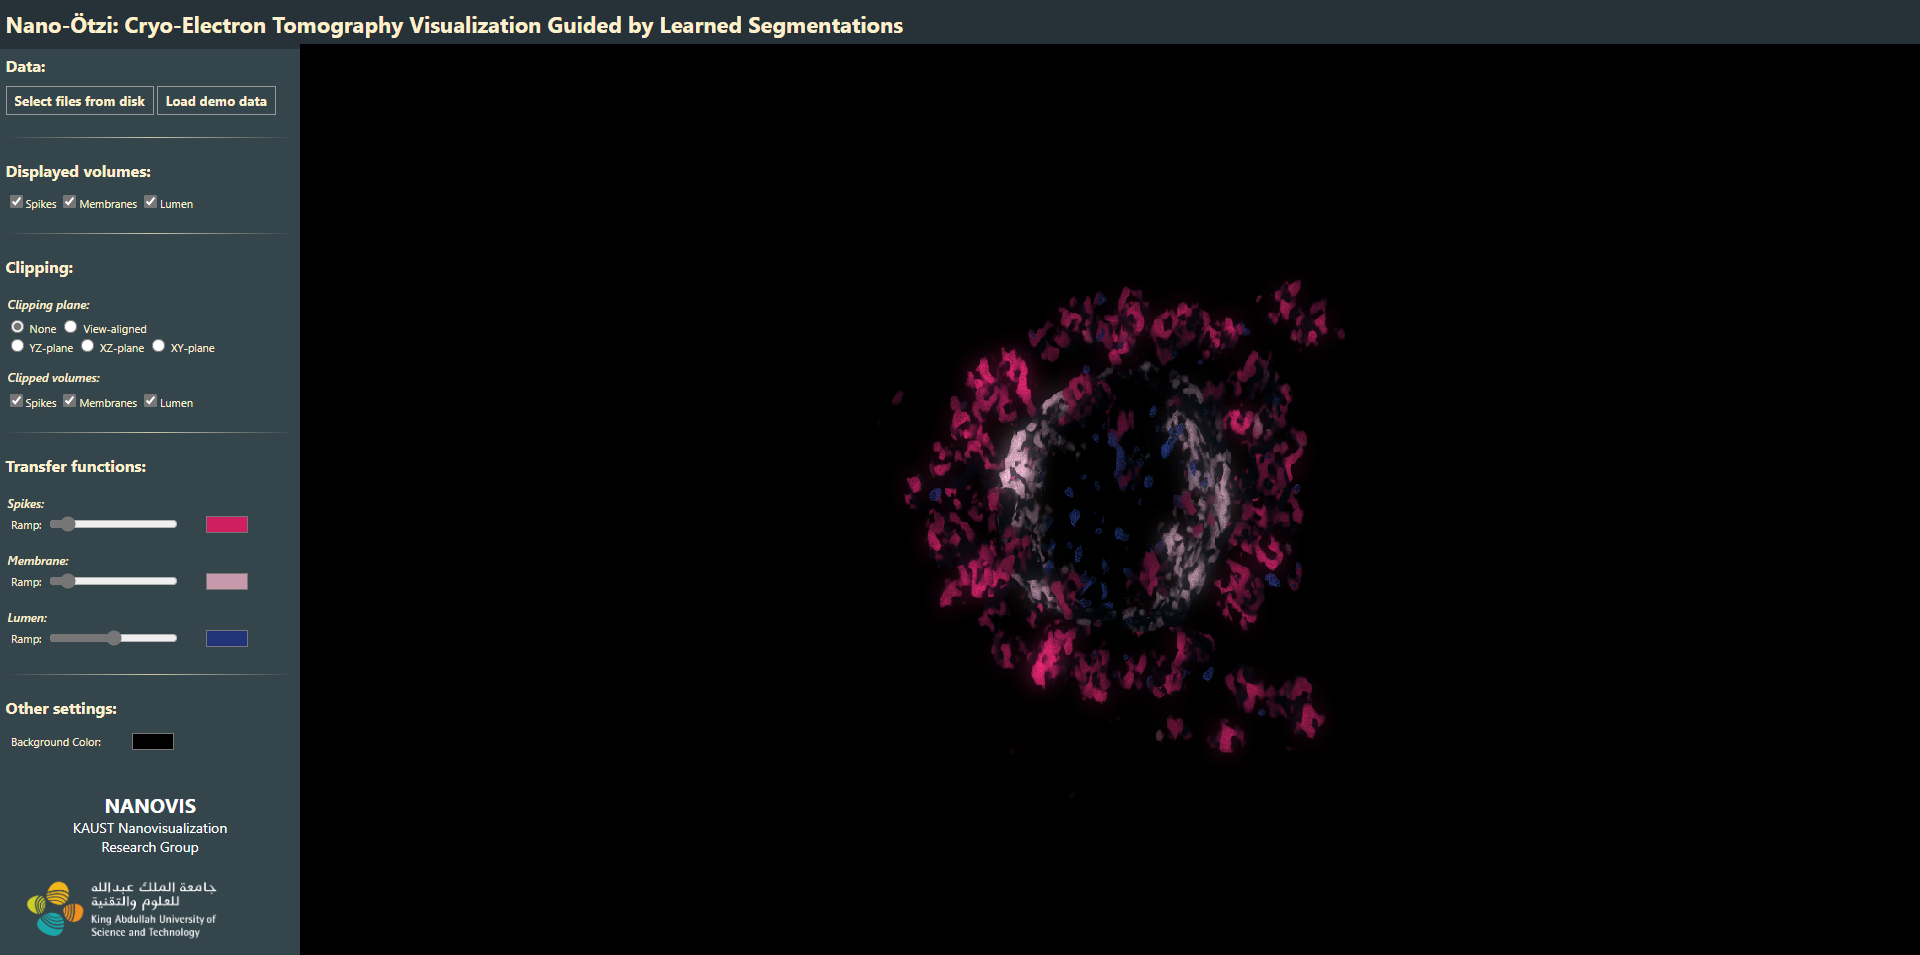 Nano-Ötzi: Cryo-Electron Tomography Visualization Guided by Learned Segmentations
Data:
Select files from disk Load demo data
Displayed volumes:
Spikes Membranes Lumen
Clipping:
Clipping plane:
None View-aligned
YZ-plane XZ-plane XY-plane
Clipped volumes:
Spikes Membranes Lumen
Transfer functions:
Spikes:
Ramp:
Membrane:
Ramp:
Lumen:
Ramp:
Other settings:
Background Color:
NANOVIS
KAUST Nanovisualization
Research Group
جامعة الملك عبدالله
للعلوم والتقنية
King Abdullah University of
Science and Technology